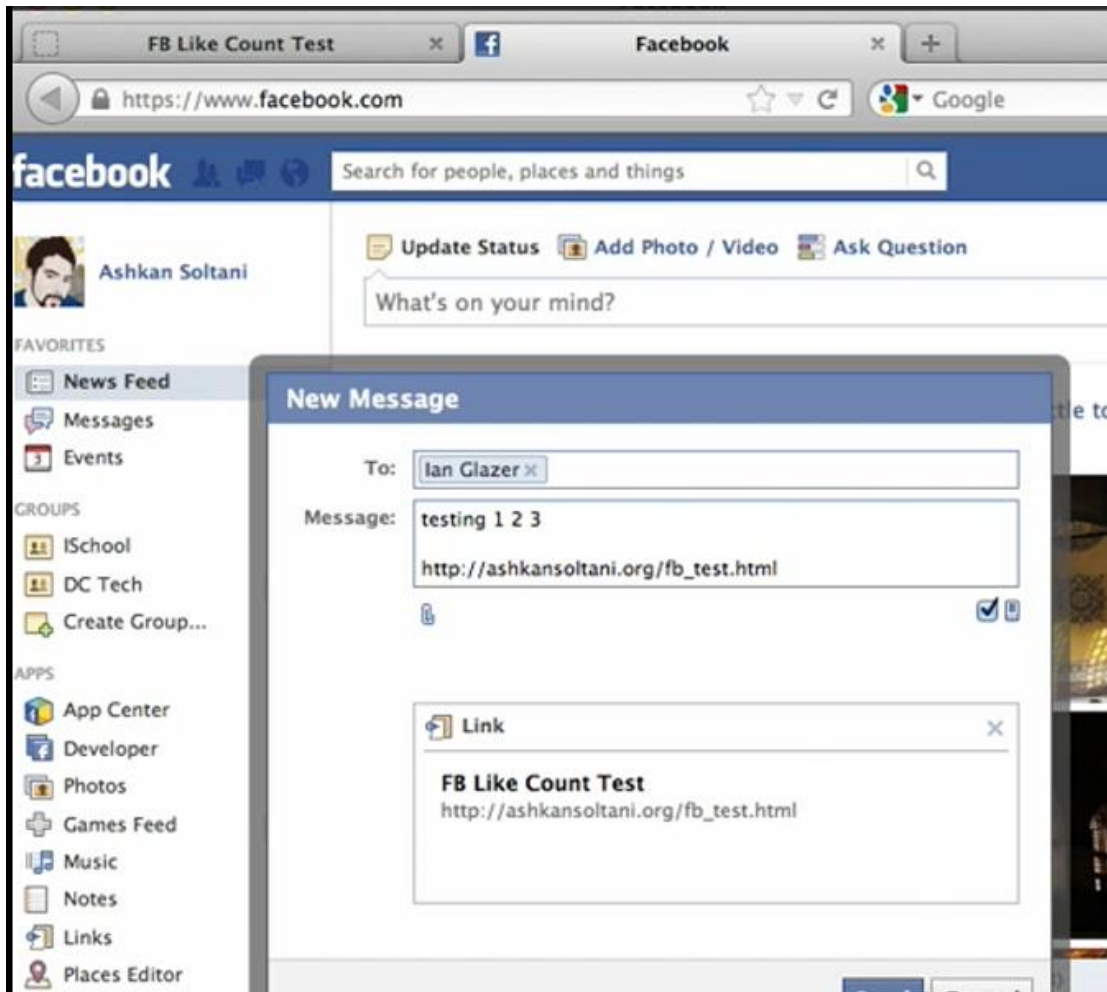 FB Like Count Test
Facebook
https://www.facebook.com
Google
facebook
Search for people, places and things
Ashkan Soltani
Update Status
Add Photo / Video
Ask Question
What's on your mind?
FAVORITES
News Feed
Messages
Events
GROUPS
ISchool
DC Tech
Create Group...
APPS
App Center
Developer
Photos
Games Feed
Music
Notes
Links
Places Editor
New Message
To:
Ian Glazer
Message:
testing 1 2 3
http://ashkansoltani.org/fb_test.html
Link
FB Like Count Test
http://ashkansoltani.org/fb_test.html